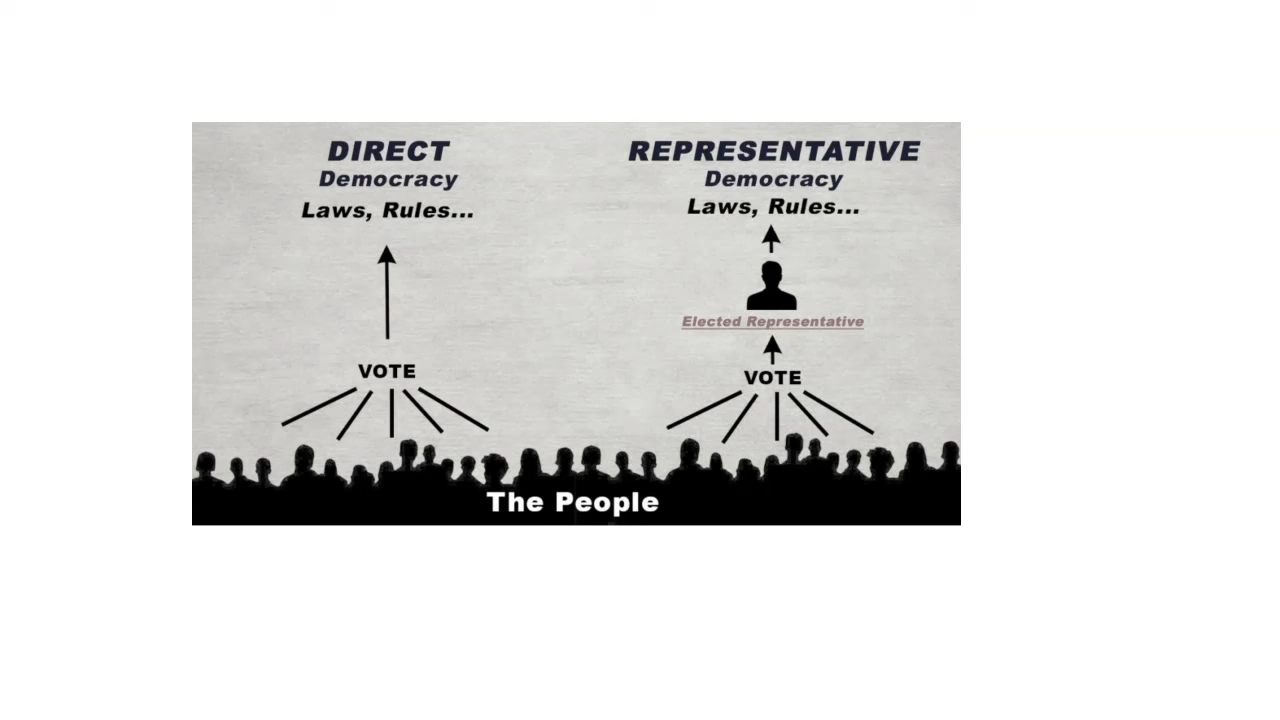 DIRECT
Democracy
Laws, Rules...
VOTE
REPRESENTATIVE
Democracy
Laws, Rules...
Elected Representative
VOTE
The People